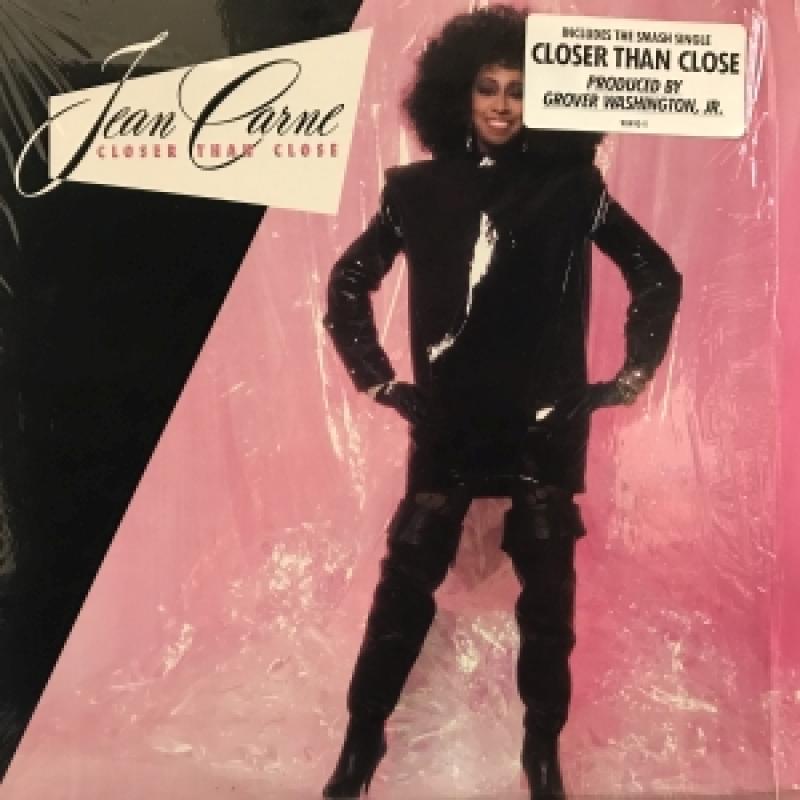 Jean Carne
CLOSER THAN CLOSE
INCLUDES THE SMASH SINGLE
CLOSER THAN CLOSE
PRODUCED BY
GROVER WASHINGTON, JR.